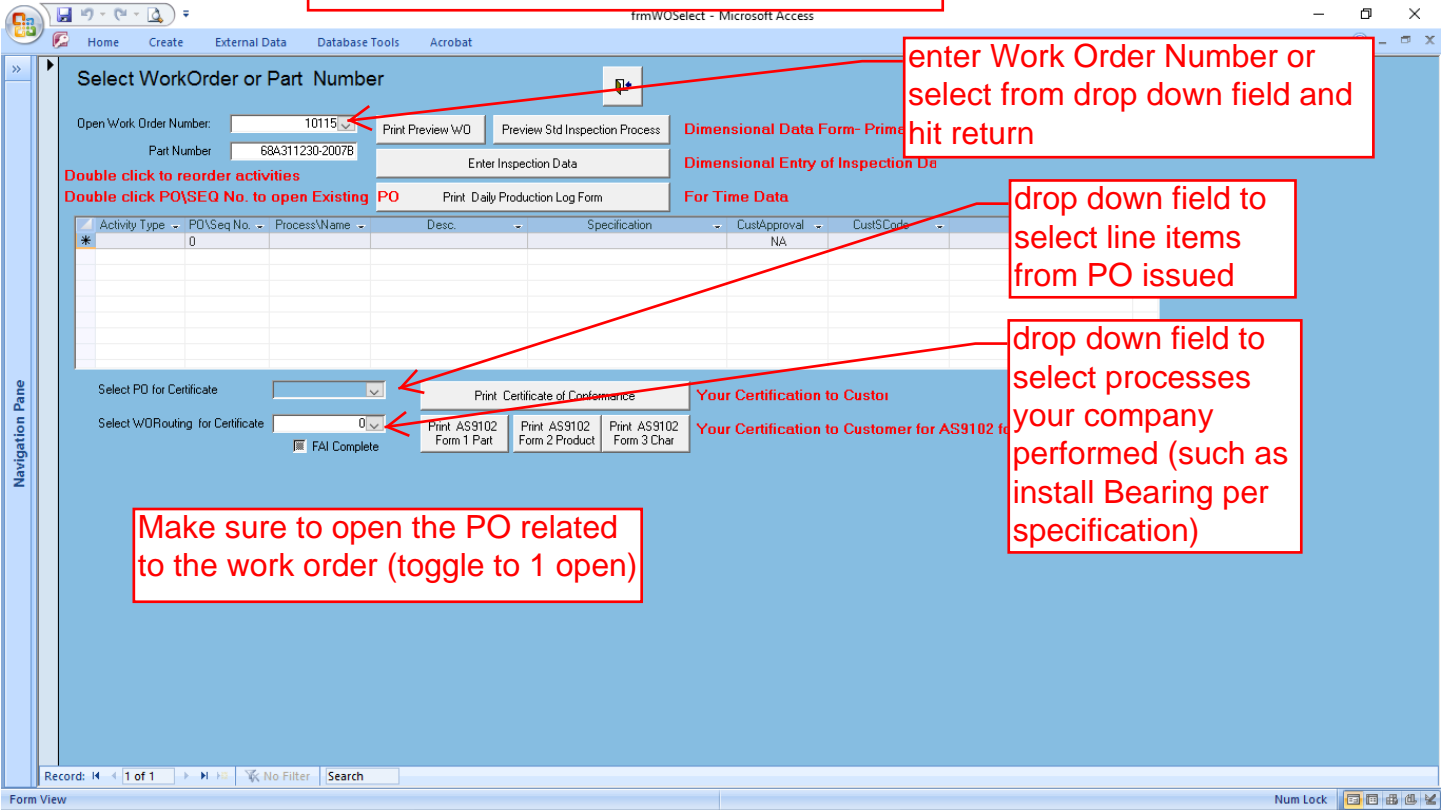 frmWOSelect - Microsoft Access
Home Create External Data Database Tools Acrobat
Select WorkOrder or Part Number
enter Work Order Number or
select from drop down field and
hit return
Open Work Order Number: 10115
Print Preview WO Preview Std Inspection Process Dimensional Data Form- Prima
Part Number 68A311230-2007B
Enter Inspection Data Dimensional Entry of Inspection Da
Double click to reorder activities
Double click PO\SEQ No. to open Existing PO Print Daily Production Log Form For Time Data
drop down field to
select line items
from PO issued
Activity Type PO\Seq No. Process\Name Desc. Specification CustApproval CustSCode
* 0 NA
drop down field to
select processes
your company
performed (such as
install Bearing per
specification)
Select PO for Certificate Print Certificate of Conformance Your Certification to Custo
Select WORouting for Certificate 0
Print AS9102
Form 1 Part
Print AS9102
Form 2 Product
Print AS9102
Form 3 Char
Your Certification to Customer for AS9102 fo
FAI Complete
Make sure to open the PO related
to the work order (toggle to 1 open)
Navigation Pane
Record: 1 of 1 No Filter Search
Form View Num Lock